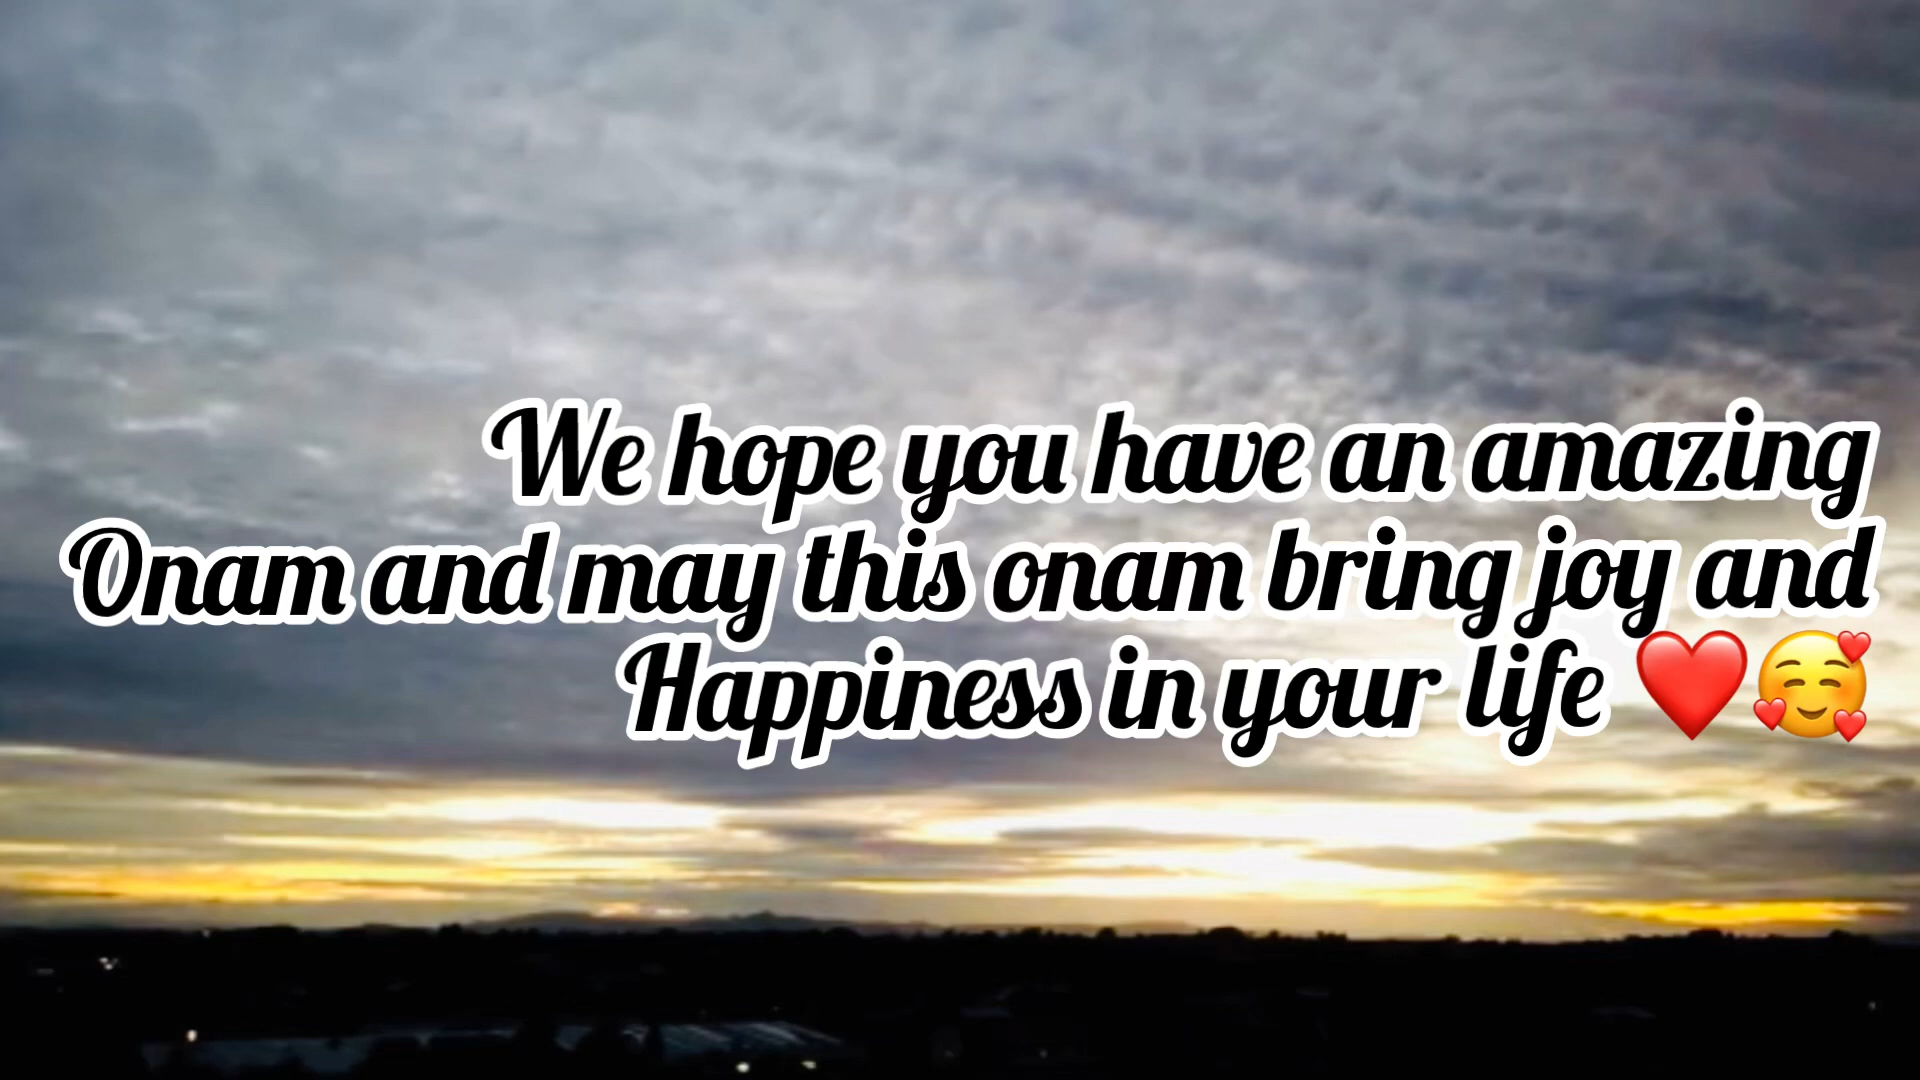 We hope you have an amazing
Onam and may this onam bring joy and
Happiness in your life ❤️🥰